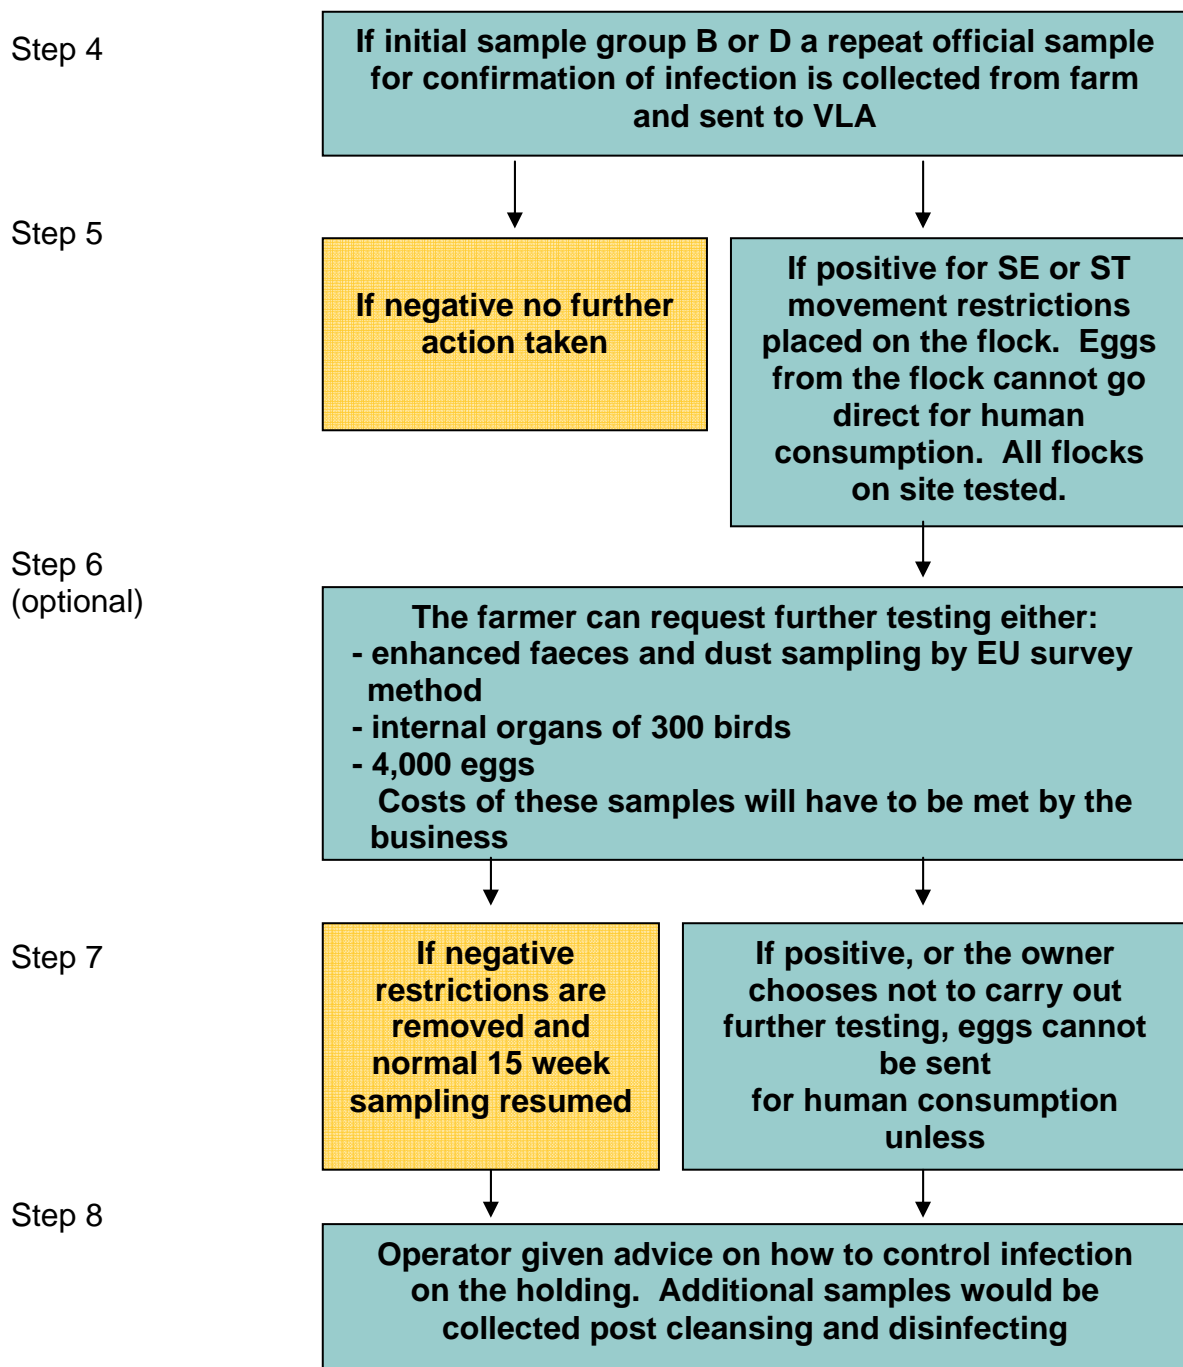 Step 4
If initial sample group B or D a repeat official sample
for confirmation of infection is collected from farm
and sent to VLA
Step 5
If negative no further
action taken
If positive for SE or ST
movement restrictions
placed on the flock.  Eggs
from the flock cannot go
direct for human
consumption.  All flocks
on site tested.
Step 6
(optional)
The farmer can request further testing either:
- enhanced faeces and dust sampling by EU survey
method
- internal organs of 300 birds
- 4,000 eggs
Costs of these samples will have to be met by the
business
Step 7
If negative
restrictions are
removed and
normal 15 week
sampling resumed
If positive, or the owner
chooses not to carry out
further testing, eggs cannot
be sent
for human consumption
unless
Step 8
Operator given advice on how to control infection
on the holding.  Additional samples would be
collected post cleansing and disinfecting